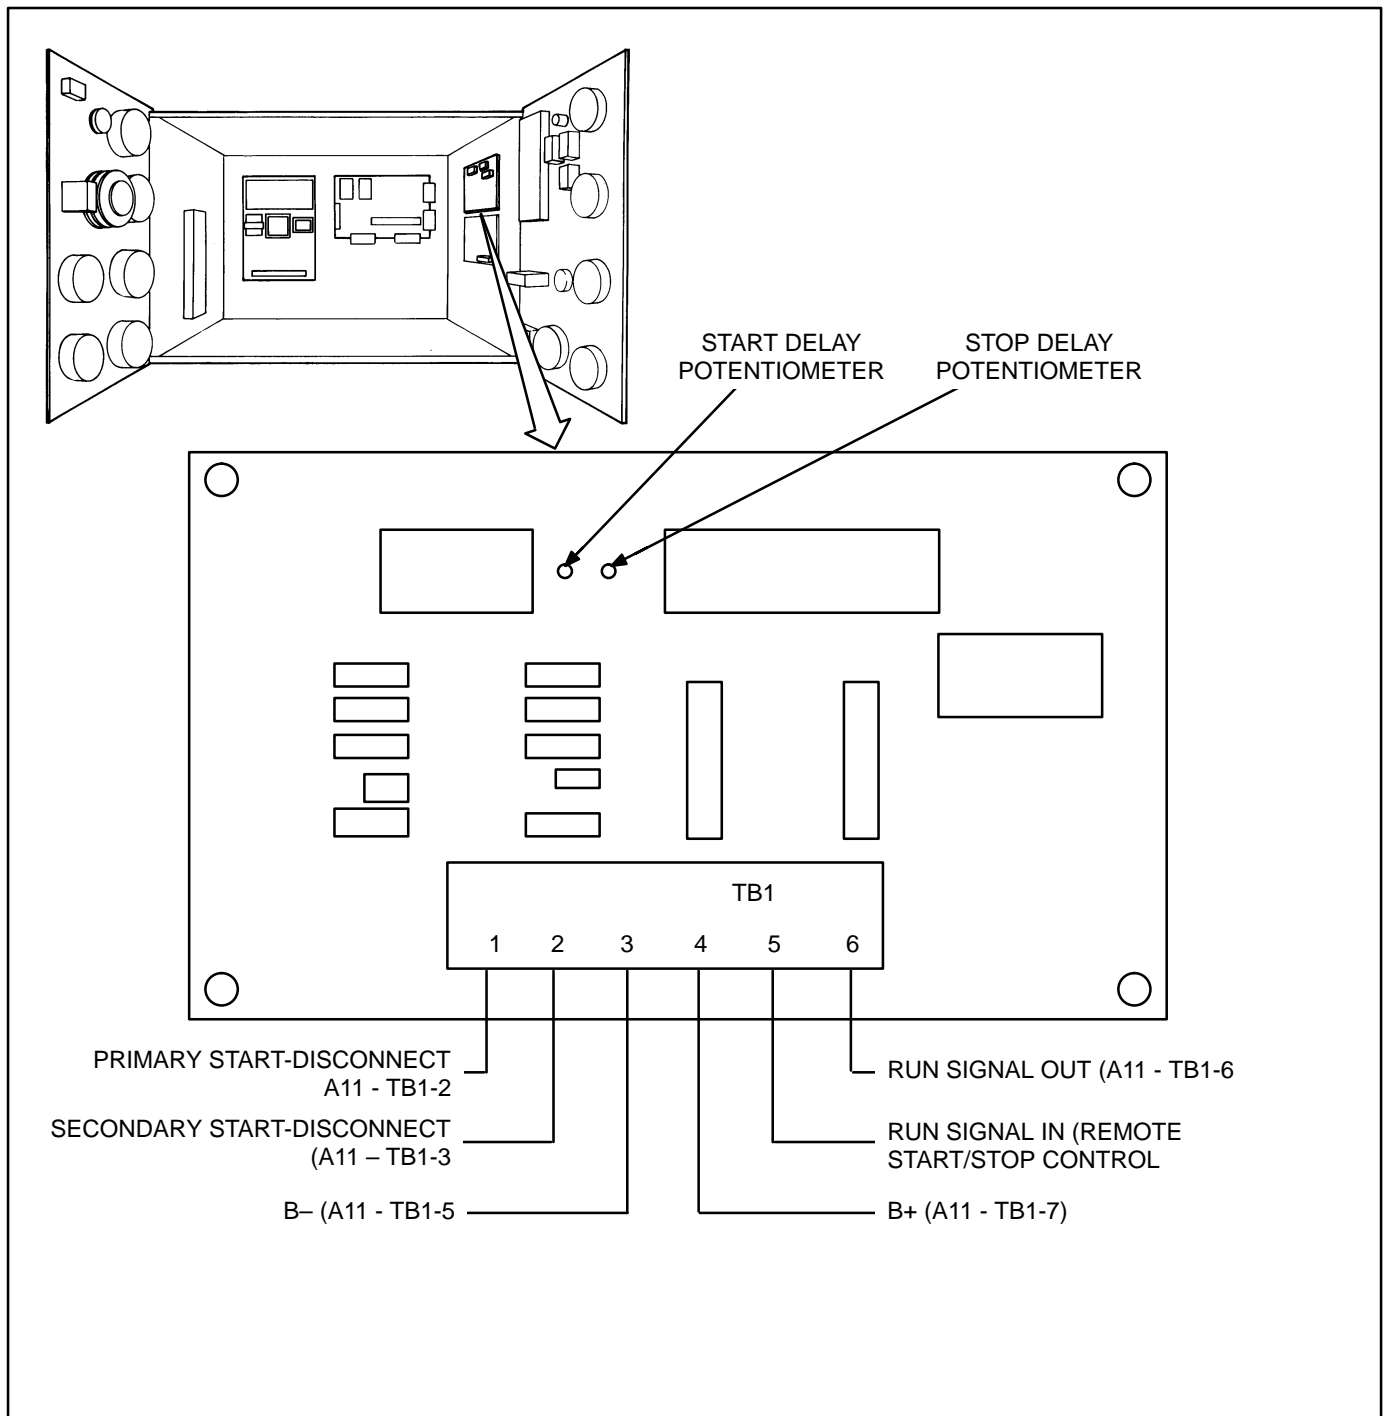 START DELAY
POTENTIOMETER
STOP DELAY
POTENTIOMETER
TB1
1 2 3 4 5 6
PRIMARY START-DISCONNECT
A11 - TB1-2
SECONDARY START-DISCONNECT
(A11 – TB1-3
B– (A11 - TB1-5
RUN SIGNAL OUT (A11 - TB1-6
RUN SIGNAL IN (REMOTE
START/STOP CONTROL
B+ (A11 - TB1-7)